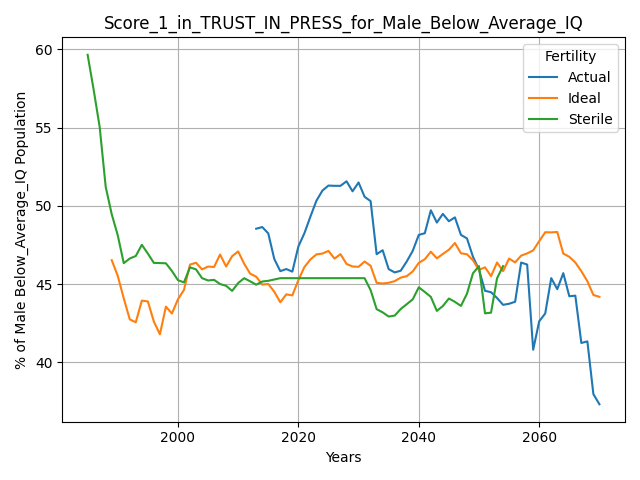 Score_1_in_TRUST_IN_PRESS_for_Male_Below_Average_IQ
% of Male Below_Average_IQ Population
60
55
50
45
40
Fertility
Actual
Ideal
Sterile
2000
2020
2040
2060
Years